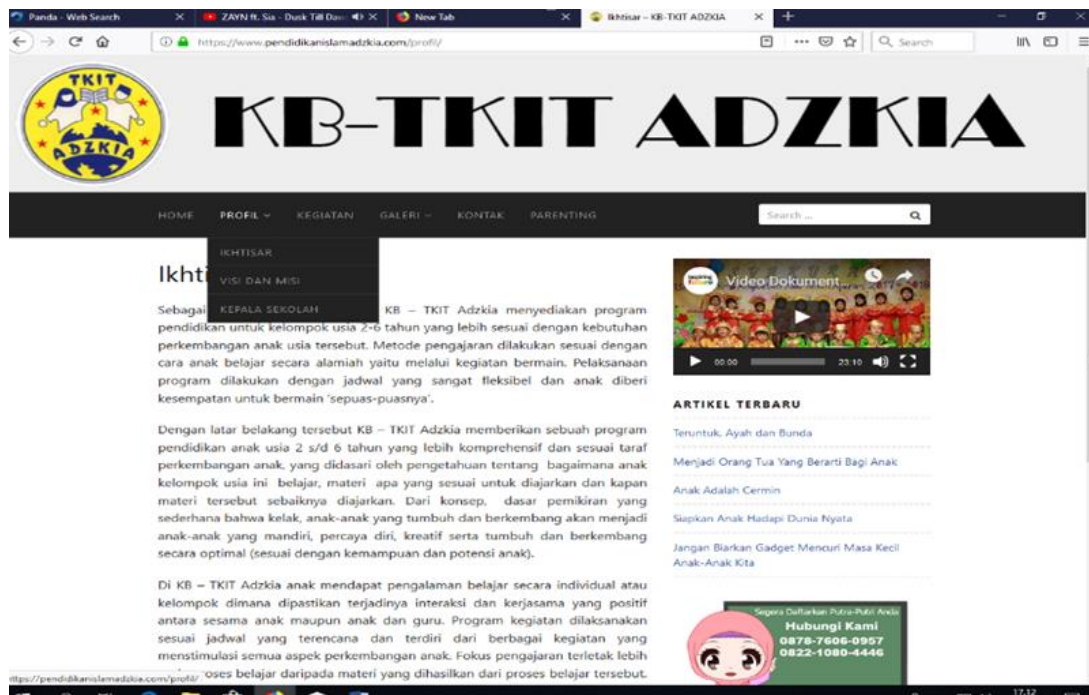 Panda - Web Search
ZAYN ft. Sia - Dusk Till Daw
New Tab
Ikhtisar – KB-TKIT ADZKIA
https://www.pendidikanislamadzkia.com/profil/
Search
TKIT
ADZKIA
KB-TKIT ADZKIA
HOME PROFIL KEGIATAN GALERI KONTAK PARENTING
Search ...
IKHTISAR
VISI DAN MISI
KEPALA SEKOLAH
Ikhti
Sebagai KB – TKIT Adzkia menyediakan program
pendidikan untuk kelompok usia 2-6 tahun yang lebih sesuai dengan kebutuhan
perkembangan anak usia tersebut. Metode pengajaran dilakukan sesuai dengan
cara anak belajar secara alamiah yaitu melalui kegiatan bermain. Pelaksanaan
program dilakukan dengan jadwal yang sangat fleksibel dan anak diberi
kesempatan untuk bermain 'sepuas-puasnya'.
Dengan latar belakang tersebut KB – TKIT Adzkia memberikan sebuah program
pendidikan anak usia 2 s/d 6 tahun yang lebih komprehensif dan sesuai taraf
perkembangan anak, yang didasari oleh pengetahuan tentang bagaimana anak
kelompok usia ini belajar, materi apa yang sesuai untuk diajarkan dan kapan
materi tersebut sebaiknya diajarkan. Dari konsep, dasar pemikiran yang
sederhana bahwa kelak, anak-anak yang tumbuh dan berkembang akan menjadi
anak-anak yang mandiri, percaya diri, kreatif serta tumbuh dan berkembang
secara optimal (sesuai dengan kemampuan dan potensi anak).
Di KB – TKIT Adzkia anak mendapat pengalaman belajar secara individual atau
kelompok dimana dipastikan terjadinya interaksi dan kerjasama yang positif
antara sesama anak maupun anak dan guru. Program kegiatan dilaksanakan
sesuai jadwal yang terencana dan terdiri dari berbagai kegiatan yang
menstimulasi semua aspek perkembangan anak. Fokus pengajaran terletak lebih
oses belajar daripada materi yang dihasilkan dari proses belajar tersebut.
Video Dokument...
00:00 23:10
ARTIKEL TERBARU
Teruntuk, Ayah dan Bunda
Menjadi Orang Tua Yang Berarti Bagi Anak
Anak Adalah Cermin
Siapkan Anak Hadapi Dunia Nyata
Jangan Biarkan Gadget Mencuri Masa Kecil
Anak-Anak Kita
Segera Daftarkan Putra-Putri Anda
Hubungi Kami
0878-7606-0957
0822-1080-4446
ttps://pendidikanislamadzkia.com/profil/
17.12